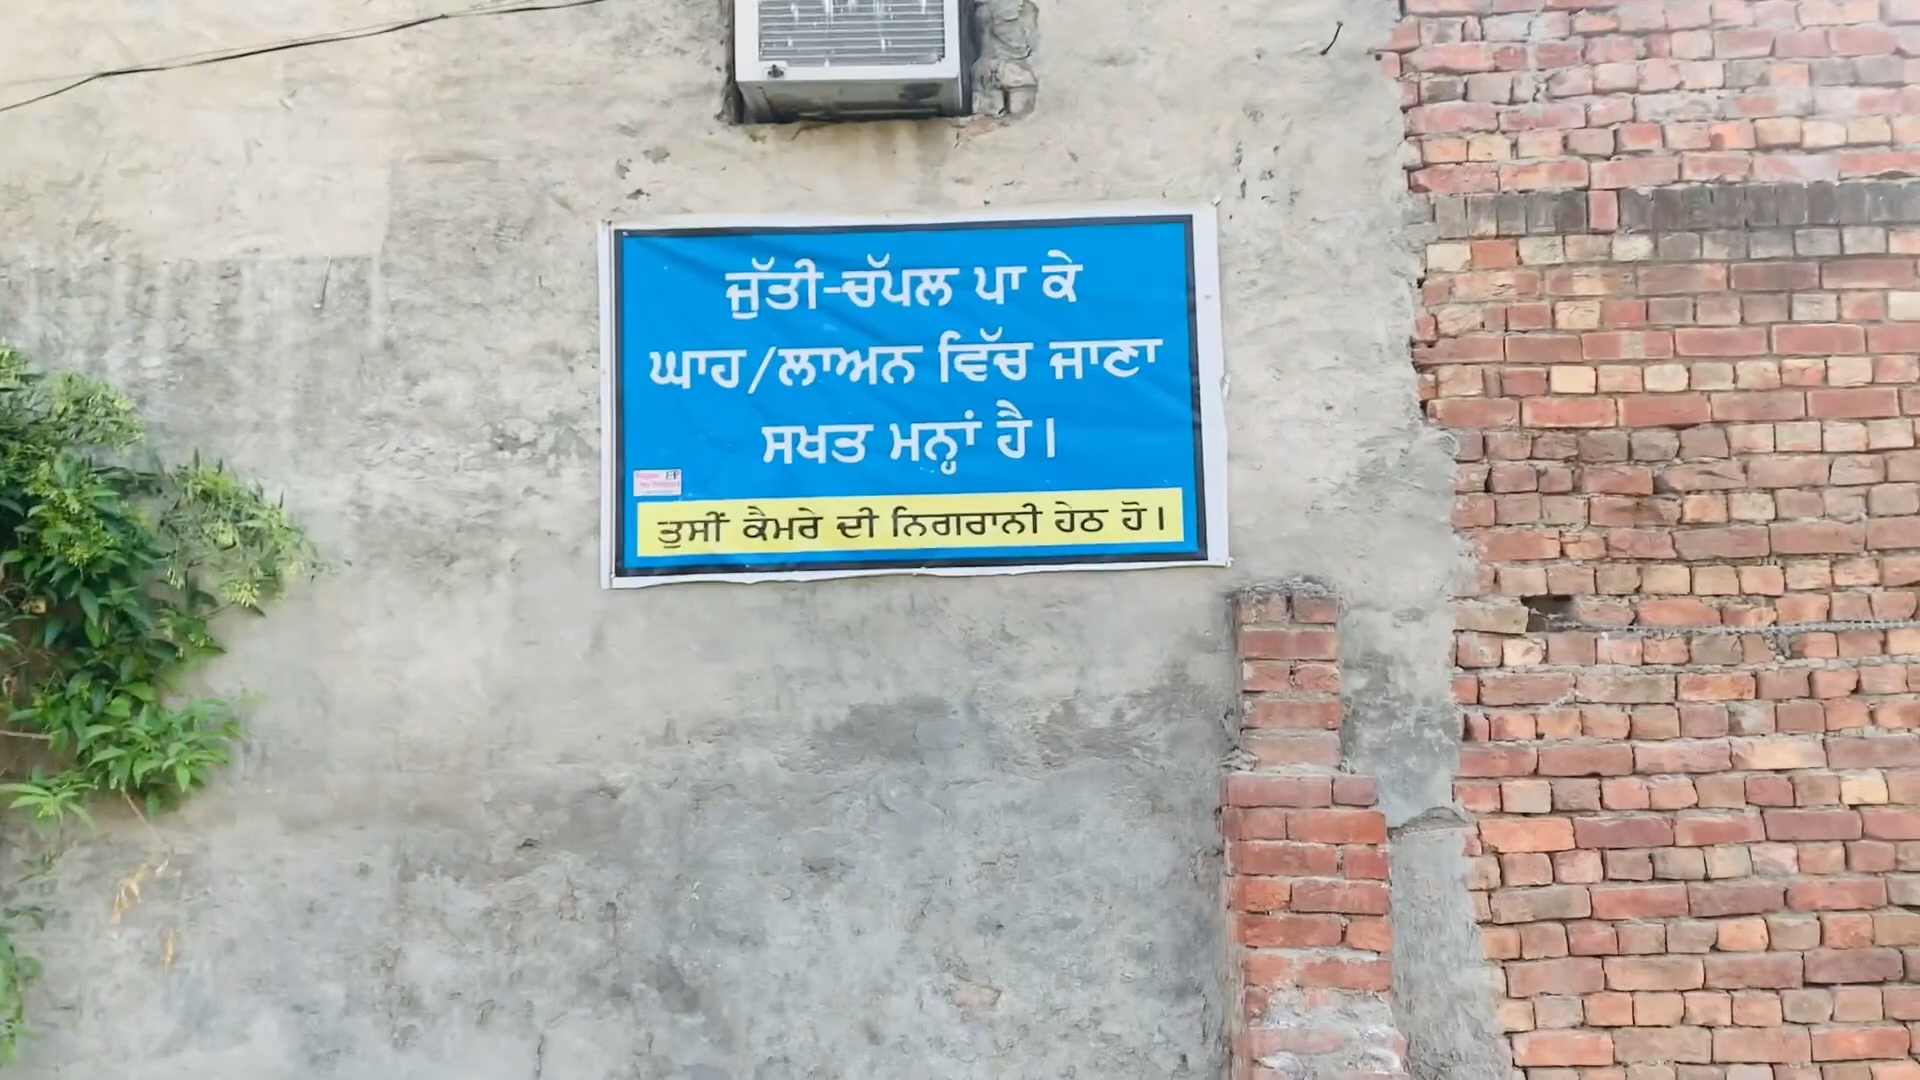 ਜੁੱਤੀ-ਚੱਪਲ ਪਾ ਕੇ
ਘਾਹ/ਲਾਅਨ ਵਿੱਚ ਜਾਣਾ
ਸਖਤ ਮਨ੍ਹਾਂ ਹੈ।
ਤੁਸੀਂ ਕੈਮਰੇ ਦੀ ਨਿਗਰਾਨੀ ਹੇਠ ਹੋ।